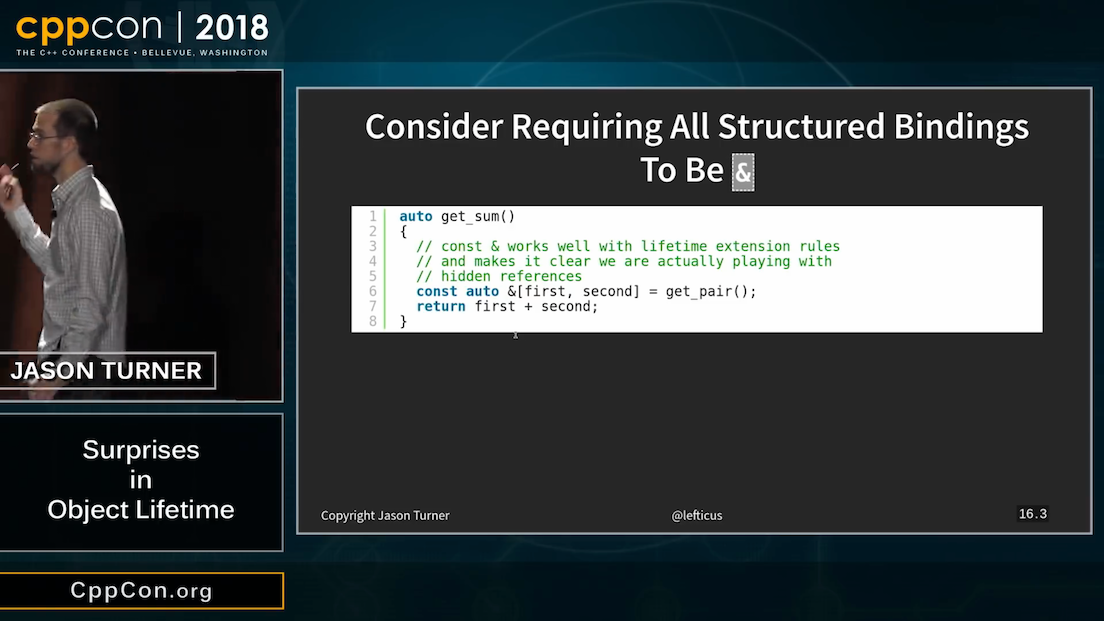 cppcon | 2018
THE C++ CONFERENCE • BELLEVUE, WASHINGTON
JASON TURNER
Surprises
in
Object Lifetime
CppCon.org
Consider Requiring All Structured Bindings
To Be &
1 auto get_sum()
2 {
3   // const & works well with lifetime extension rules
4   // and makes it clear we are actually playing with
5   // hidden references
6   const auto &[first, second] = get_pair();
7   return first + second;
8 }
Copyright Jason Turner
@lefticus
16.3